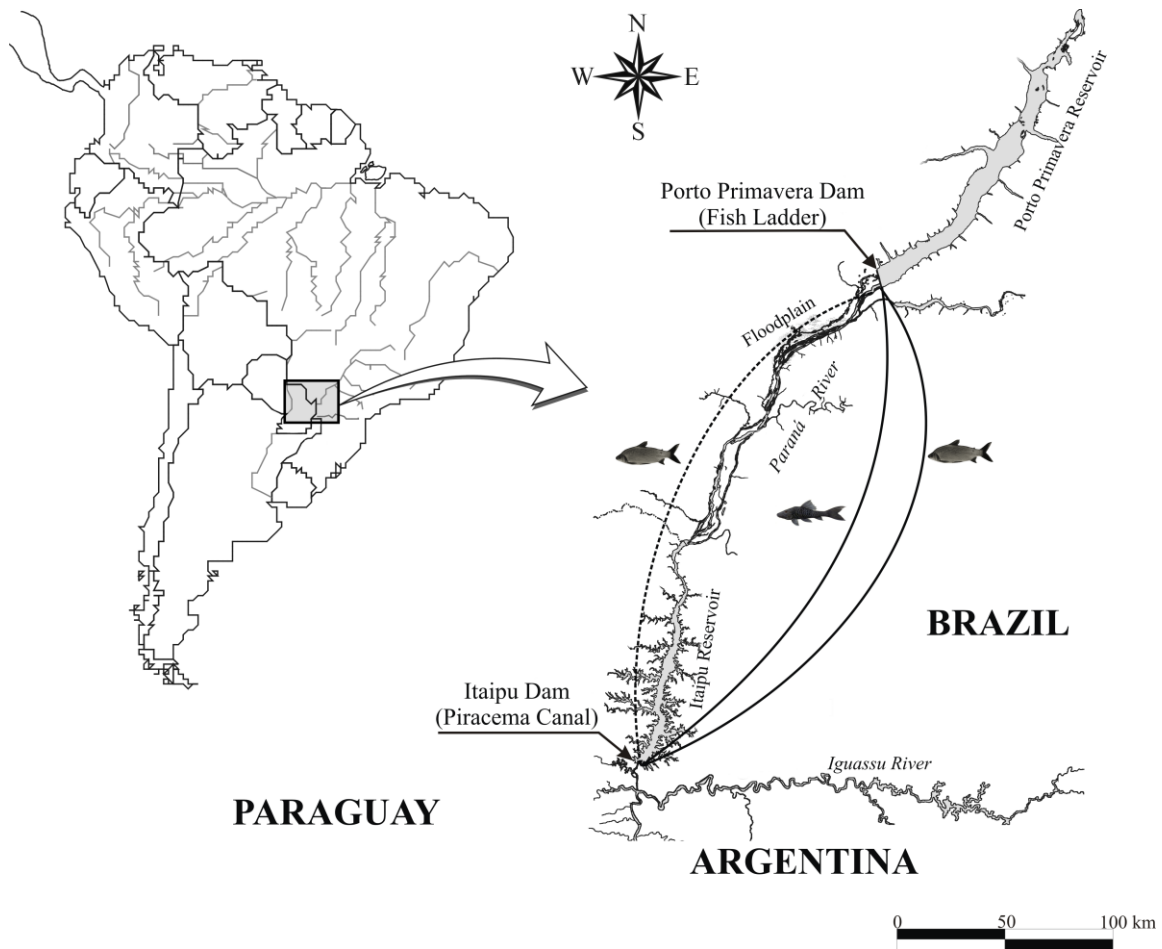 N
W E
S
Porto Primavera Reservoir
Porto Primavera Dam
(Fish Ladder)
Floodplain
Paraná River
Itaipu Reservoir
BRAZIL
Itaipu Dam
(Piracema Canal)
Iguassu River
PARAGUAY
ARGENTINA
0 50 100 km